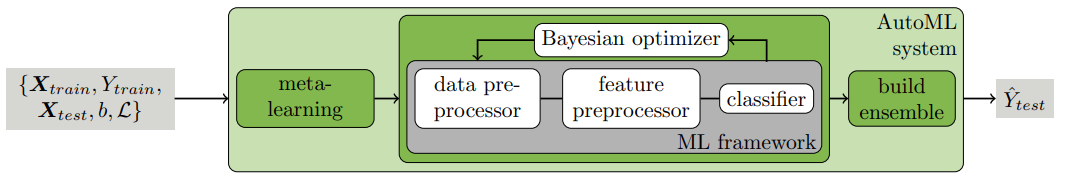 {X_train, Y_train,
X_test, b, ℒ}
meta-
learning
Bayesian optimizer
data pre-
processor
feature
preprocessor
classifier
ML framework
AutoML
system
build
ensemble
Ŷ_test